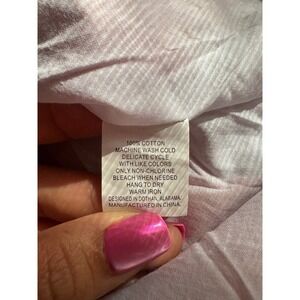 100% COTTON
MACHINE WASH COLD
DELICATE CYCLE
WITH LIKE COLORS
ONLY NON-CHLORINE
BLEACH WHEN NEEDED
HANG TO DRY
WARM IRON
DESIGNED IN DOTHAN, ALABAMA.
MANUFACTURED IN CHINA.